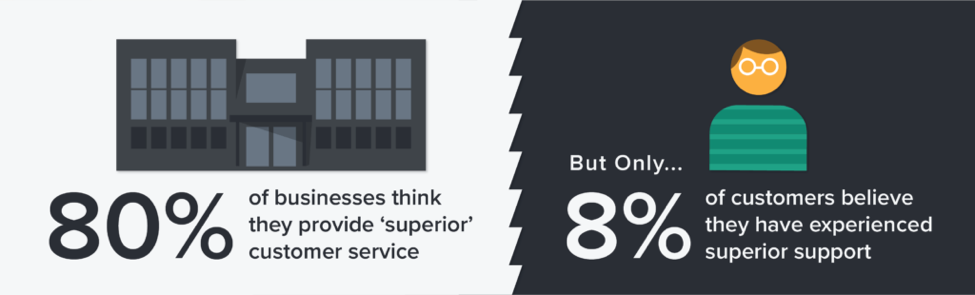 80%
of businesses think
they provide ‘superior’
customer service
But Only...
8%
of customers believe
they have experienced
superior support